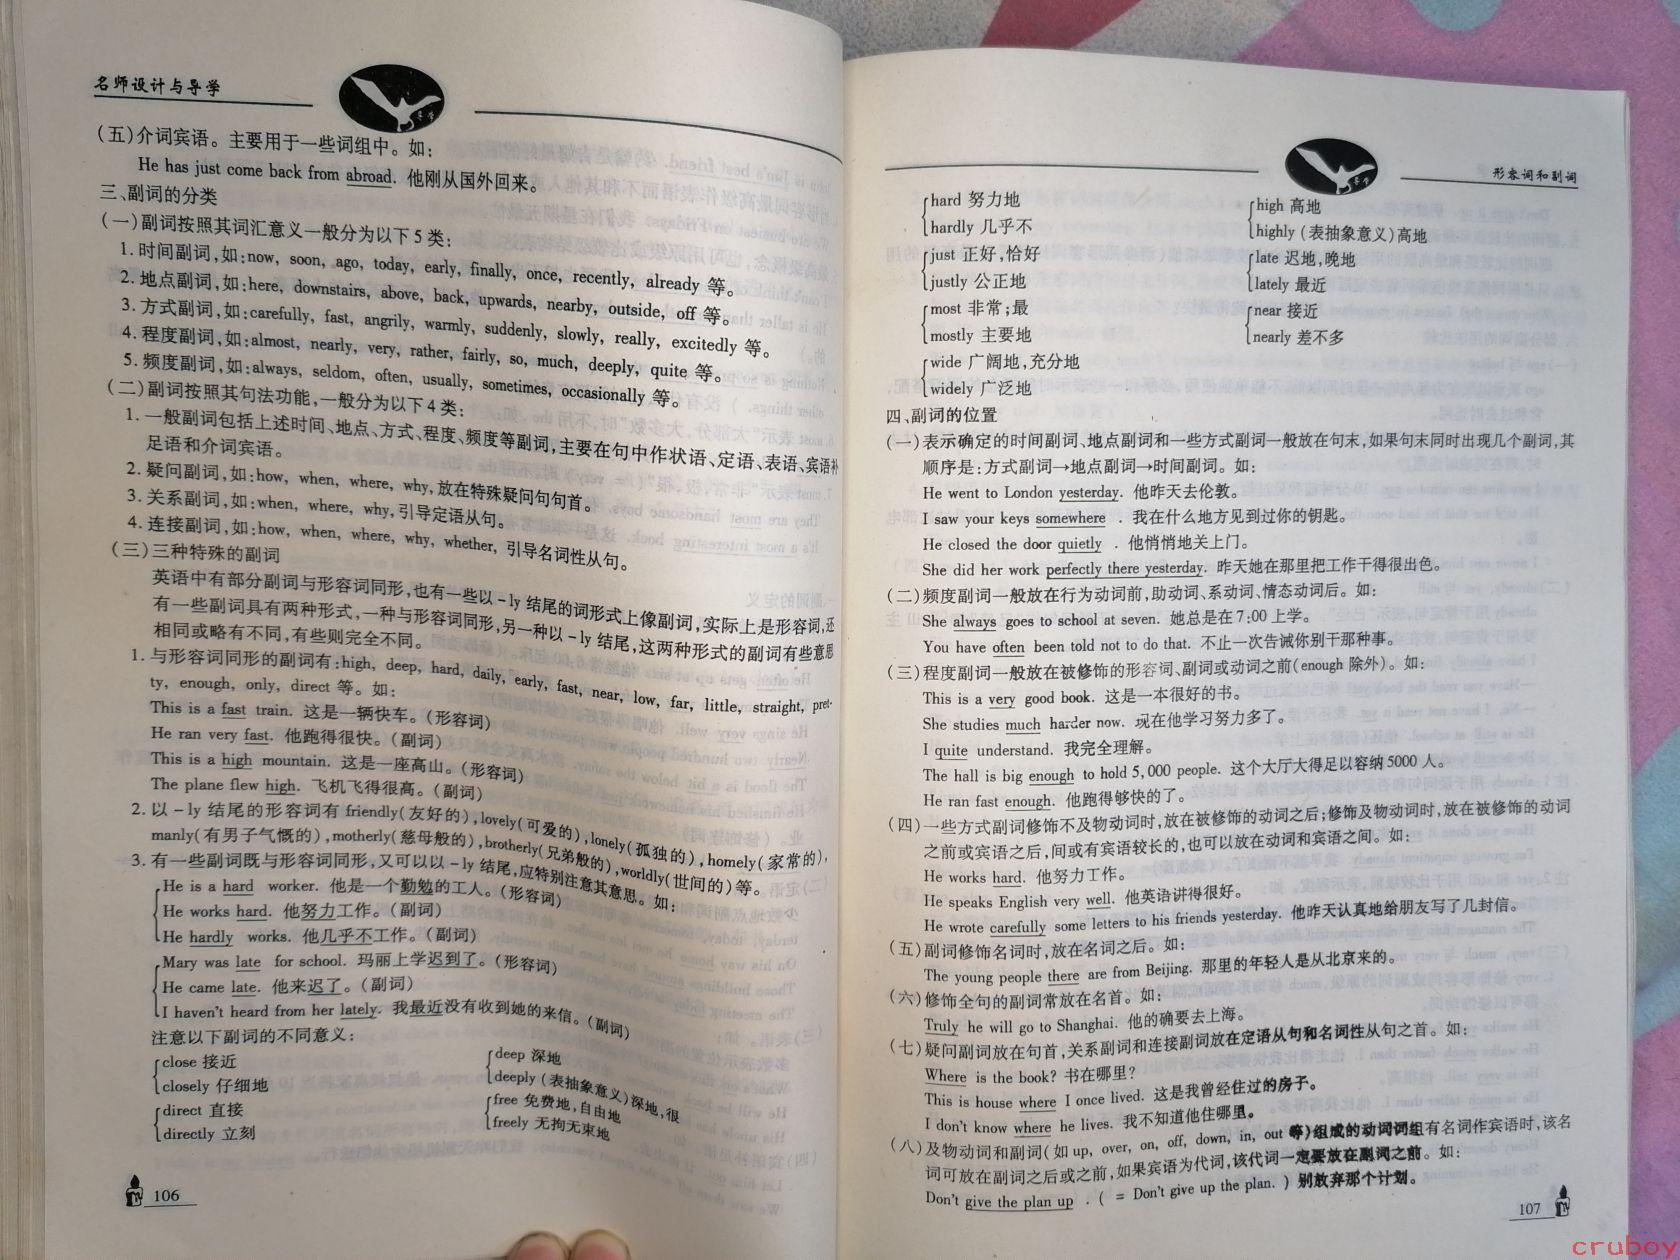 名师设计与导学
(五)介词宾语。主要用于一些词组中。如:
He has just come back from abroad. 他刚从国外回来。
三、副词的分类
(一)副词按照其词汇意义一般分为以下5类:
1. 时间副词,如:now, soon, ago, today, early, finally, once, recently, already 等。
2. 地点副词,如:here, downstairs, above, back, upwards, nearby, outside, off 等。
3. 方式副词,如:carefully, fast, angrily, warmly, suddenly, slowly, really, excitedly 等。
4. 程度副词,如:almost, nearly, very, rather, fairly, so, much, deeply, quite 等。
5. 频度副词,如:always, seldom, often, usually, sometimes, occasionally 等。
(二)副词按照其句法功能,一般分为以下4类:
1. 一般副词包括上述时间、地点、方式、程度、频度等副词,主要在句中作状语、定语、表语、宾语补
足语和介词宾语。
2. 疑问副词,如:how, when, where, why,放在特殊疑问句句首。
3. 关系副词,如:when, where, why,引导定语从句。
4. 连接副词,如:how, when, where, why, whether, 引导名词性从句。
(三)三种特殊的副词
英语中有部分副词与形容词同形,也有一些以-ly结尾的词形式上像副词,实际上是形容词,还
有一些副词具有两种形式,一种与形容词同形,另一种以-ly结尾,这两种形式的副词有些意思
相同或略有不同,有些则完全不同。
1. 与形容词同形的副词有:high, deep, hard, daily, early, fast, near, low, far, little, straight, pret-
ty, enough, only, direct 等。如:
This is a fast train. 这是一辆快车。(形容词)
He ran very fast. 他跑得很快。(副词)
This is a high mountain. 这是一座高山。(形容词)
The plane flew high. 飞机飞得很高。(副词)
2. 以-ly结尾的形容词有 friendly(友好的), lovely(可爱的), lonely(孤独的), homely(家常的),
manly(有男子气慨的), motherly(慈母般的), brotherly(兄弟般的), worldly(世间的)等。
3. 有一些副词既与形容词同形,又可以以-ly结尾,应特别注意其意思。如:
He is a hard worker. 他是一个勤勉的工人。(形容词)
He works hard. 他努力工作。(副词)
He hardly works. 他几乎不工作。(副词)
Mary was late for school. 玛丽上学迟到了。(形容词)
He came late. 他来迟了。(副词)
I haven't heard from her lately. 我最近没有收到她的来信。(副词)
注意以下副词的不同意义:
close 接近
closely 仔细地
direct 直接
directly 立刻
deep 深地
deeply (表抽象意义)深地,很
free 免费地,自由地
freely 无拘无束地
106
形容词和副词
hard 努力地
hardly 几乎不
just 正好,恰好
justly 公正地
most 非常;最
mostly 主要地
wide 广阔地,充分地
widely 广泛地
high 高地
highly (表抽象意义)高地
late 迟地,晚地
lately 最近
near 接近
nearly 差不多
四、副词的位置
(一)表示确定的时间副词、地点副词和一些方式副词一般放在句末,如果句末同时出现几个副词,其
顺序是:方式副词→地点副词→时间副词。如:
He went to London yesterday. 他昨天去伦敦。
I saw your keys somewhere . 我在什么地方见到过你的钥匙。
He closed the door quietly . 他悄悄地关上门。
She did her work perfectly there yesterday. 昨天她在那里把工作干得很出色。
(二)频度副词一般放在行为动词前,助动词、系动词、情态动词后。如:
She always goes to school at seven. 她总是在7:00上学。
You have often been told not to do that. 不止一次告诫你别干那种事。
(三)程度副词一般放在被修饰的形容词、副词或动词之前(enough 除外)。如:
This is a very good book. 这是一本很好的书。
She studies much harder now. 现在他学习努力多了。
I quite understand. 我完全理解。
The hall is big enough to hold 5,000 people. 这个大厅大得足以容纳5000人。
He ran fast enough. 他跑得够快的了。
(四)一些方式副词修饰不及物动词时,放在被修饰的动词之后;修饰及物动词时,放在被修饰的动词
之前或宾语之后,间或有宾语较长的,也可以放在动词和宾语之间。如:
He works hard. 他努力工作。
He speaks English very well. 他英语讲得很好。
He wrote carefully some letters to his friends yesterday. 他昨天认真地给朋友写了几封信。
(五)副词修饰名词时,放在名词之后。如:
The young people there are from Beijing. 那里的年轻人是从北京来的。
(六)修饰全句的副词常放在名首。如:
Truly he will go to Shanghai. 他的确要去上海。
(七)疑问副词放在句首,关系副词和连接副词放在定语从句和名词性从句之首。如:
Where is the book? 书在哪里?
This is house where I once lived. 这是我曾经住过的房子。
I don't know where he lives. 我不知道他住哪里。
(八)及物动词和副词(如up, over, on, off, down, in, out 等)组成的动词词组有名词作宾语时,该名
词可放在副词之后或之前,如果宾语为代词,该代词一定要放在副词之前。如:
Don't give the plan up . ( = Don't give up the plan. ) 别放弃那个计划。
107
cruboy